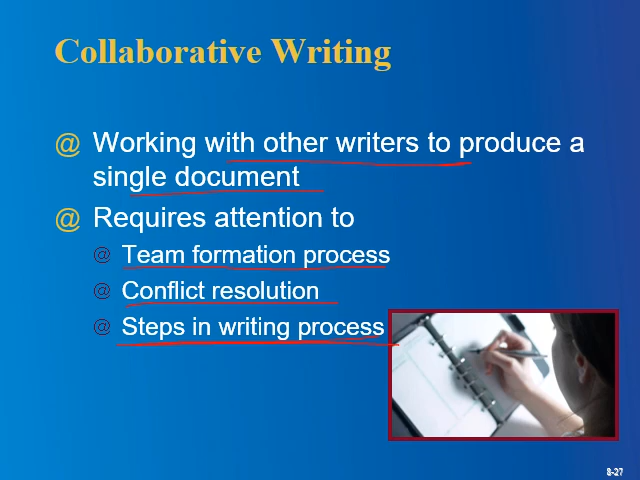 Collaborative Writing
@ Working with other writers to produce a
single document
@ Requires attention to
@ Team formation process
@ Conflict resolution
@ Steps in writing process
8-27